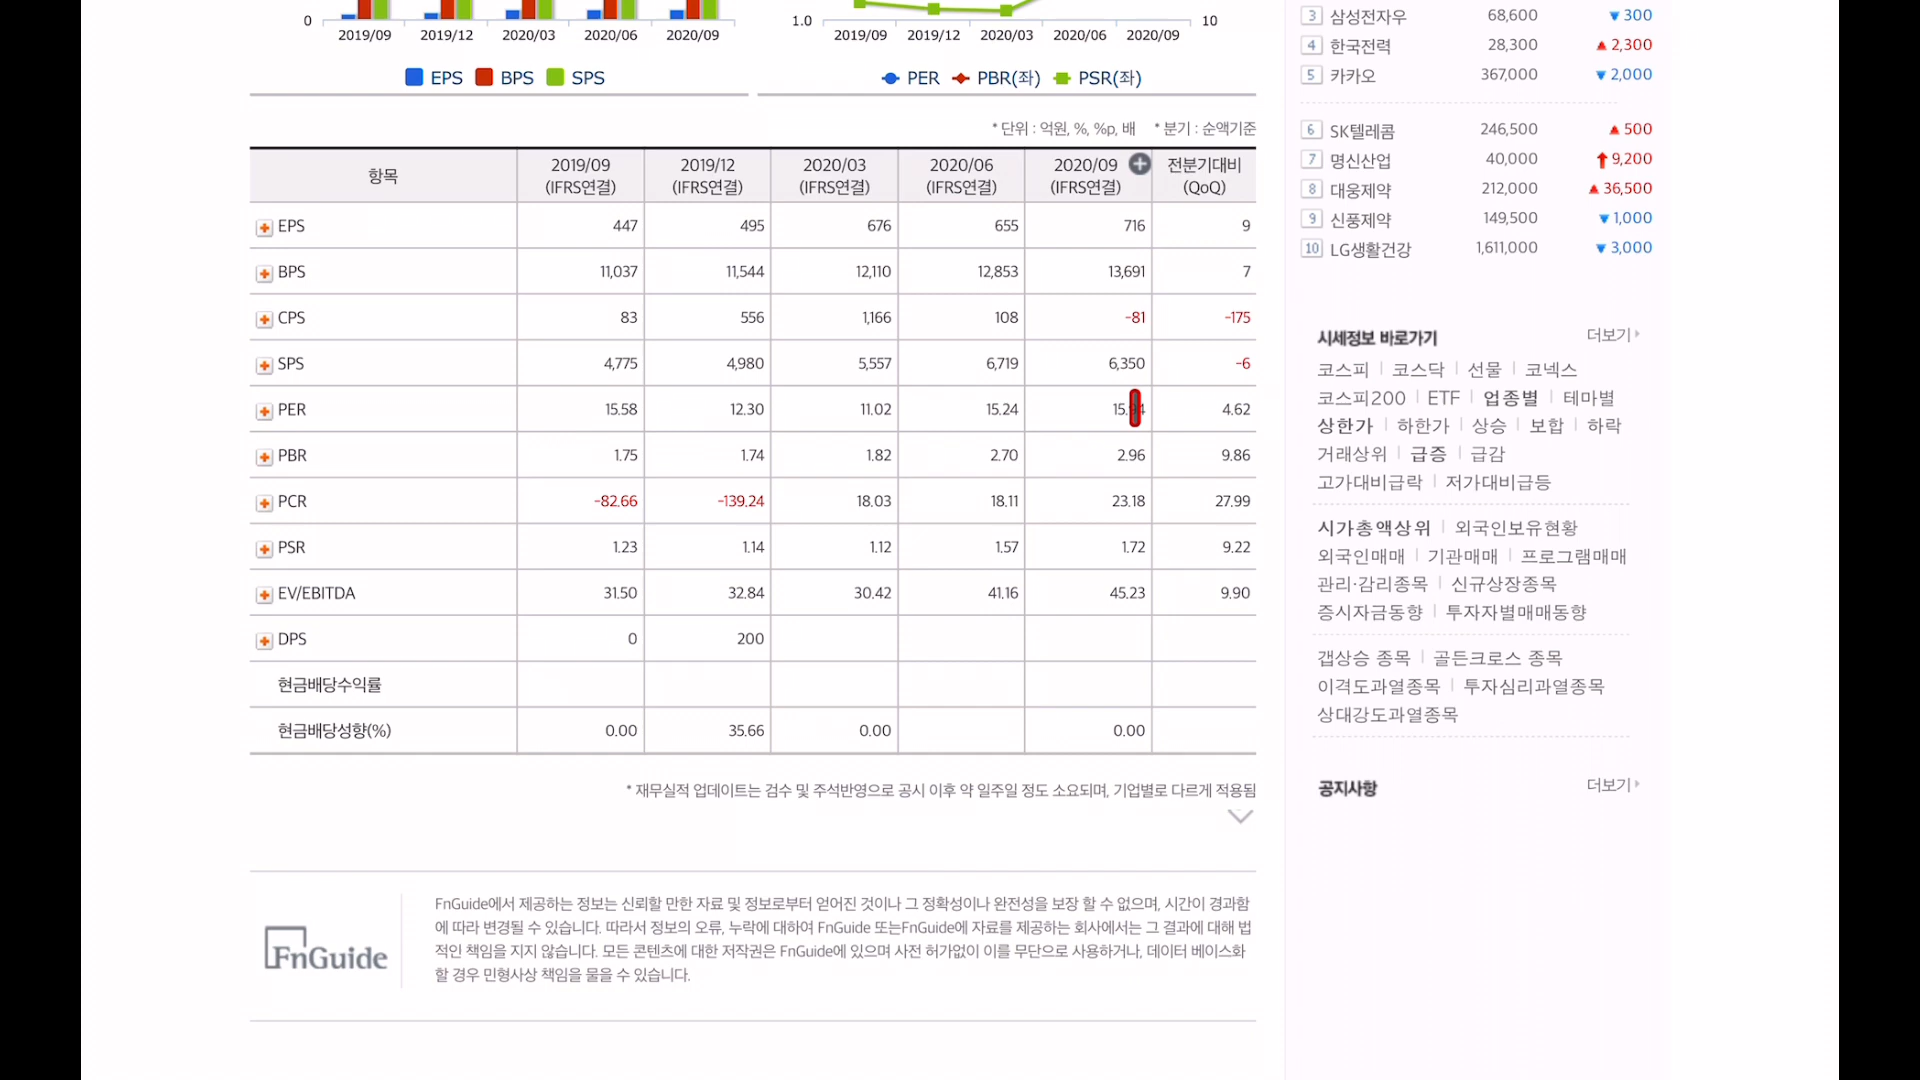 0
2019/09 2019/12 2020/03 2020/06 2020/09
EPS BPS SPS
1.0 10
2019/09 2019/12 2020/03 2020/06 2020/09
PER PBR(좌) PSR(좌)
* 단위 : 억원, %, %p, 배 * 분기 : 순액기준
항목 2019/09 (IFRS연결) 2019/12 (IFRS연결) 2020/03 (IFRS연결) 2020/06 (IFRS연결) 2020/09 (IFRS연결) 전분기대비 (QoQ)
EPS 447 495 676 655 716 9
BPS 11,037 11,544 12,110 12,853 13,691 7
CPS 83 556 1,166 108 -81 -175
SPS 4,775 4,980 5,557 6,719 6,350 -6
PER 15.58 12.30 11.02 15.24 4.62
PBR 1.75 1.74 1.82 2.70 2.96 9.86
PCR -82.66 -139.24 18.03 18.11 23.18 27.99
PSR 1.23 1.14 1.12 1.57 1.72 9.22
EV/EBITDA 31.50 32.84 30.42 41.16 45.23 9.90
DPS 0 200
현금배당수익률
현금배당성향(%) 0.00 35.66 0.00 0.00
* 재무실적 업데이트는 검수 및 주석반영으로 공시 이후 약 일주일 정도 소요되며, 기업별로 다르게 적용됨
FnGuide
FnGuide에서 제공하는 정보는 신뢰할 만한 자료 및 정보로부터 얻어진 것이나 그 정확성이나 완전성을 보장 할 수 없으며, 시간이 경과함
에 따라 변경될 수 있습니다. 따라서 정보의 오류, 누락에 대하여 FnGuide 또는FnGuide에 자료를 제공하는 회사에서는 그 결과에 대해 법
적인 책임을 지지 않습니다. 모든 콘텐츠에 대한 저작권은 FnGuide에 있으며 사전 허가없이 이를 무단으로 사용하거나, 데이터 베이스화
할 경우 민형사상 책임을 물을 수 있습니다.
3 삼성전자우 68,600 ▼300
4 한국전력 28,300 ▲2,300
5 카카오 367,000 ▼2,000
6 SK텔레콤 246,500 ▲500
7 명신산업 40,000 ↑9,200
8 대웅제약 212,000 ▲36,500
9 신풍제약 149,500 ▼1,000
10 LG생활건강 1,611,000 ▼3,000
시세정보 바로가기 더보기
코스피 | 코스닥 | 선물 | 코넥스
코스피200 | ETF | 업종별 | 테마별
상한가 | 하한가 | 상승 | 보합 | 하락
거래상위 | 급증 | 급감
고가대비급락 | 저가대비급등
시가총액상위 | 외국인보유현황
외국인매매 | 기관매매 | 프로그램매매
관리·감리종목 | 신규상장종목
증시자금동향 | 투자자별매매동향
갭상승 종목 | 골든크로스 종목
이격도과열종목 | 투자심리과열종목
상대강도과열종목
공지사항 더보기